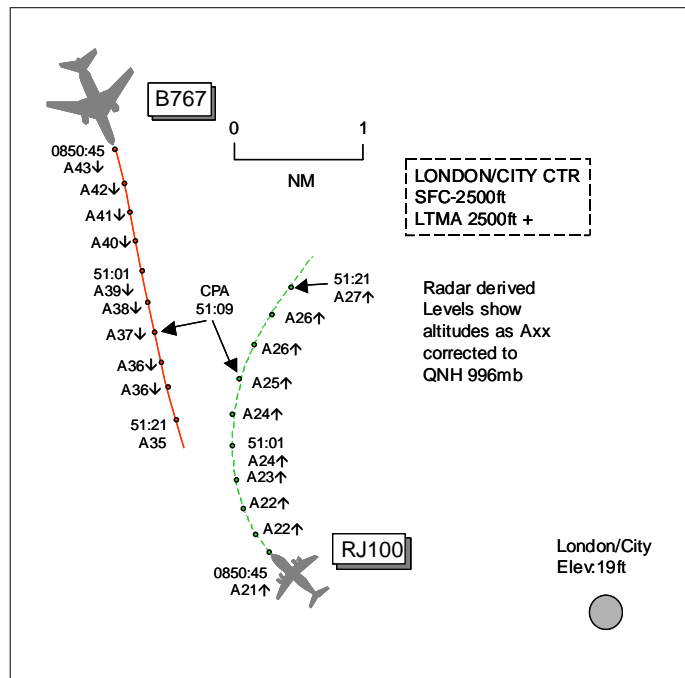 B767
0850:45
A43↓
A42↓
A41↓
A40↓
51:01
A39↓
A38↓
A37↓
A36↓
A36↓
51:21
A35
CPA
51:09
0 1
NM
LONDON/CITY CTR
SFC-2500ft
LTMA 2500ft +
51:21
A27↑
A26↑
A26↑
A25↑
A24↑
51:01
A24↑
A23↑
A22↑
A22↑
0850:45
A21↑
RJ100
Radar derived
Levels show
altitudes as Axx
corrected to
QNH 996mb
London/City
Elev:19ft